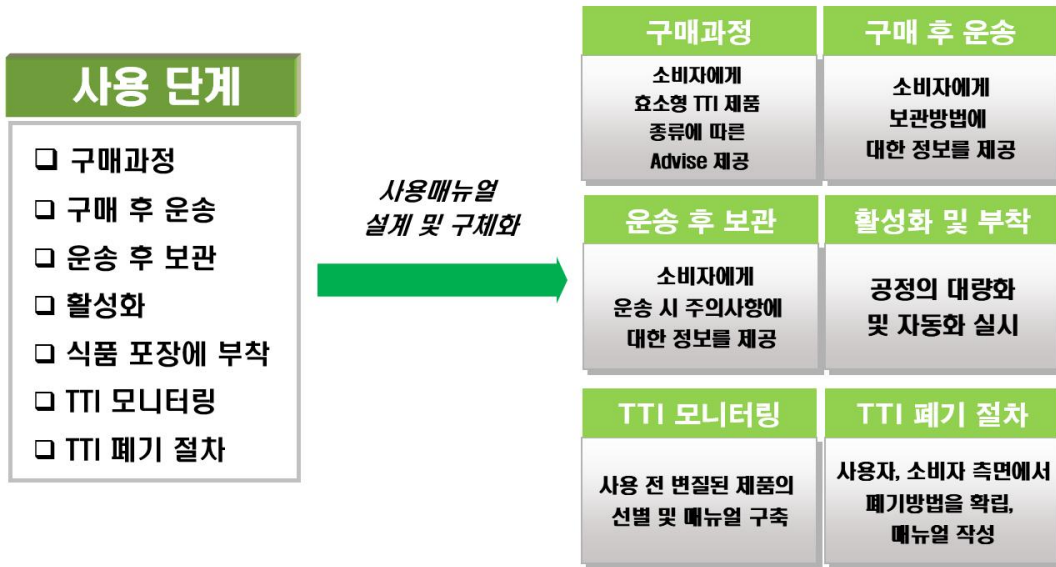 사용 단계
구매과정
구매 후 운송
운송 후 보관
활성화
식품 포장에 부착
TTI 모니터링
TTI 폐기 절차
사용매뉴얼
설계 및 구체화
구매과정
소비자에게
효소형 TTI 제품
종류에 따른
Advise 제공
구매 후 운송
소비자에게
보관방법에
대한 정보를 제공
운송 후 보관
소비자에게
운송 시 주의사항에
대한 정보를 제공
활성화 및 부착
공정의 대량화
및 자동화 실시
TTI 모니터링
사용 전 변질된 제품의
선별 및 매뉴얼 구축
TTI 폐기 절차
사용자, 소비자 측면에서
폐기방법을 확립,
매뉴얼 작성